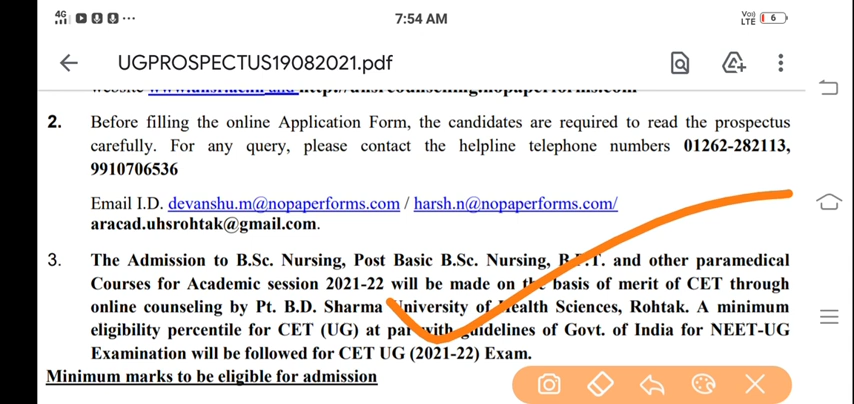 4G
7:54 AM
Vo))
LTE
6
UGPROSPECTUS19082021.pdf
2. Before filling the online Application Form, the candidates are required to read the prospectus
carefully. For any query, please contact the helpline telephone numbers 01262-282113,
9910706536
Email I.D. devanshu.m@nopaperforms.com / harsh.n@nopaperforms.com/
aracad.uhsrohtak@gmail.com.
3. The Admission to B.Sc. Nursing, Post Basic B.Sc. Nursing, B.P.T. and other paramedical
Courses for Academic session 2021-22 will be made on the basis of merit of CET through
online counseling by Pt. B.D. Sharma University of Health Sciences, Rohtak. A minimum
eligibility percentile for CET (UG) at par with guidelines of Govt. of India for NEET-UG
Examination will be followed for CET UG (2021-22) Exam.
Minimum marks to be eligible for admission